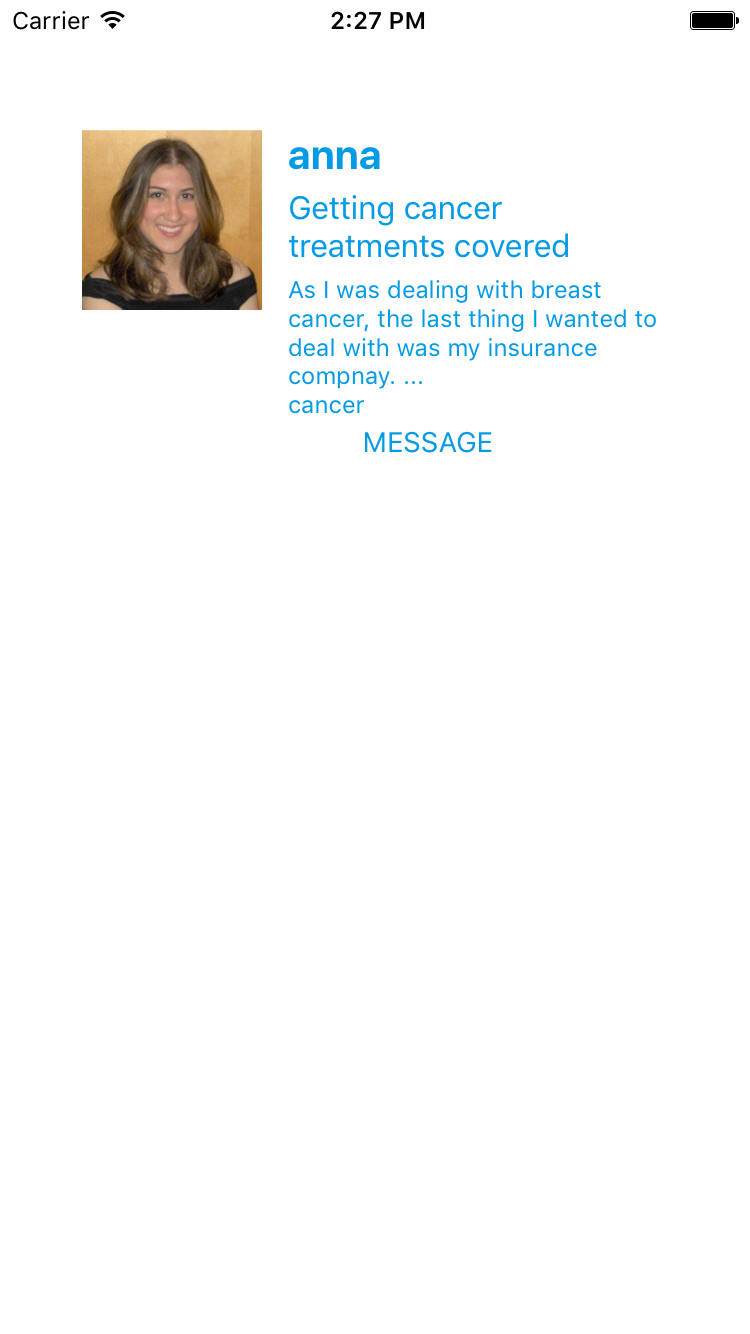 Carrier 2:27 PM
anna
Getting cancer
treatments covered
As I was dealing with breast
cancer, the last thing I wanted to
deal with was my insurance
compnay. ...
cancer
MESSAGE